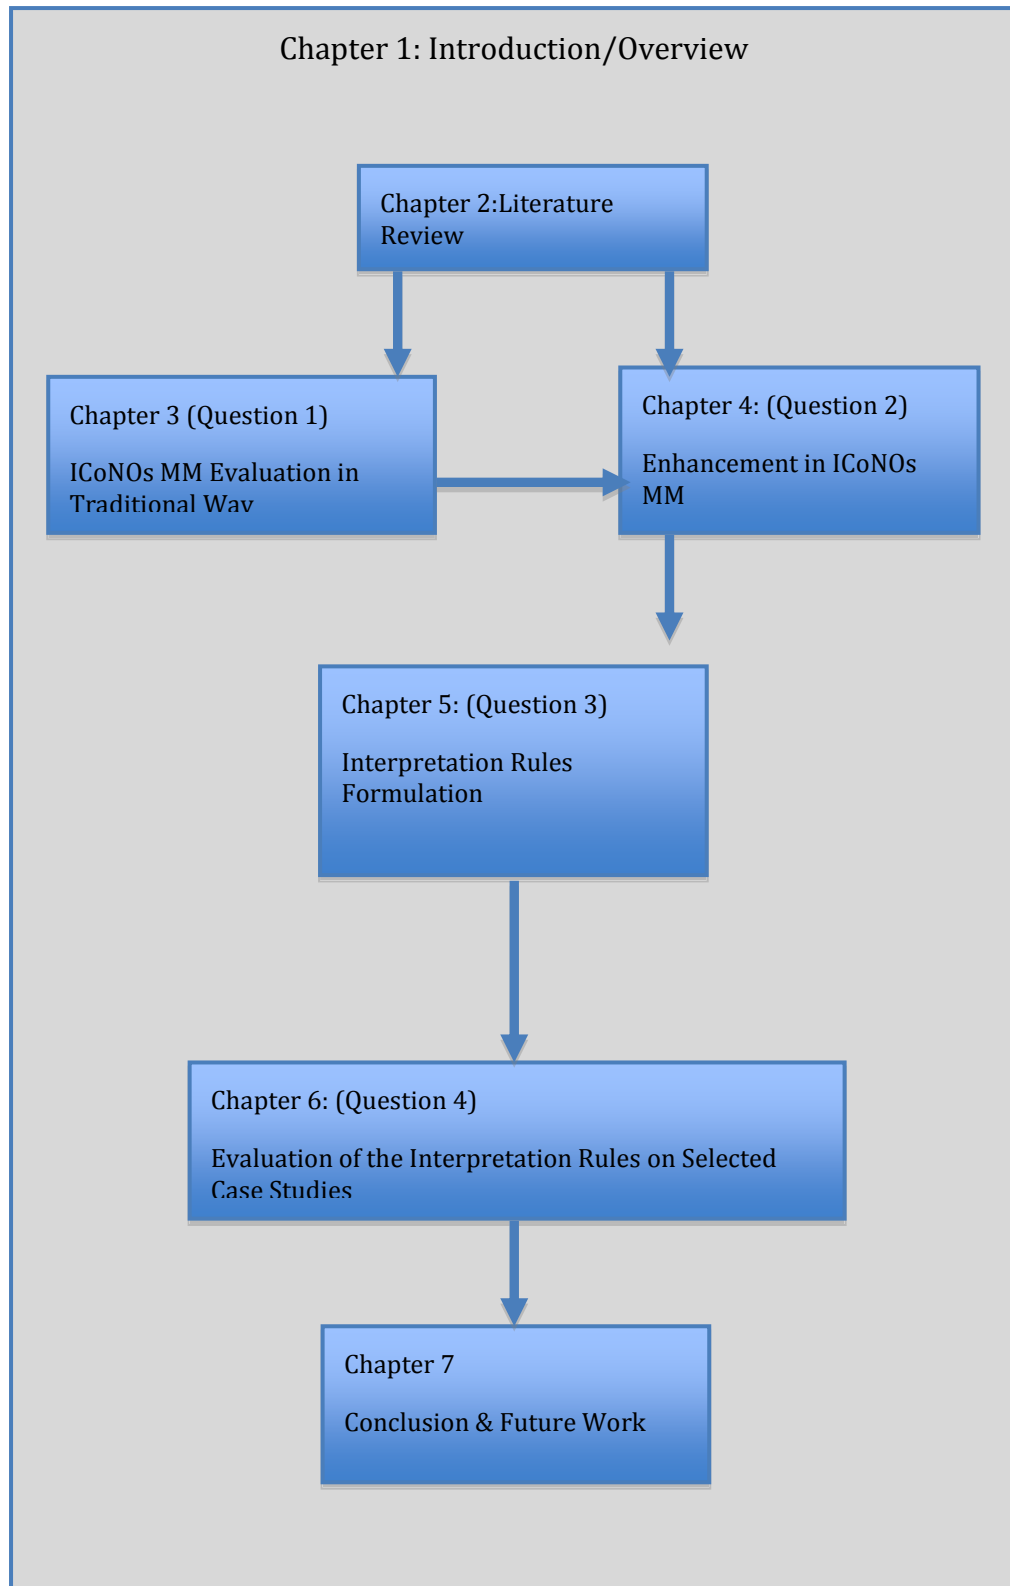 Chapter 1: Introduction/Overview
Chapter 2:Literature
Review
Chapter 3 (Question 1)
ICoNOs MM Evaluation in
Traditional Way
Chapter 4: (Question 2)
Enhancement in ICoNOs
MM
Chapter 5: (Question 3)
Interpretation Rules
Formulation
Chapter 6: (Question 4)
Evaluation of the Interpretation Rules on Selected
Case Studies
Chapter 7
Conclusion & Future Work